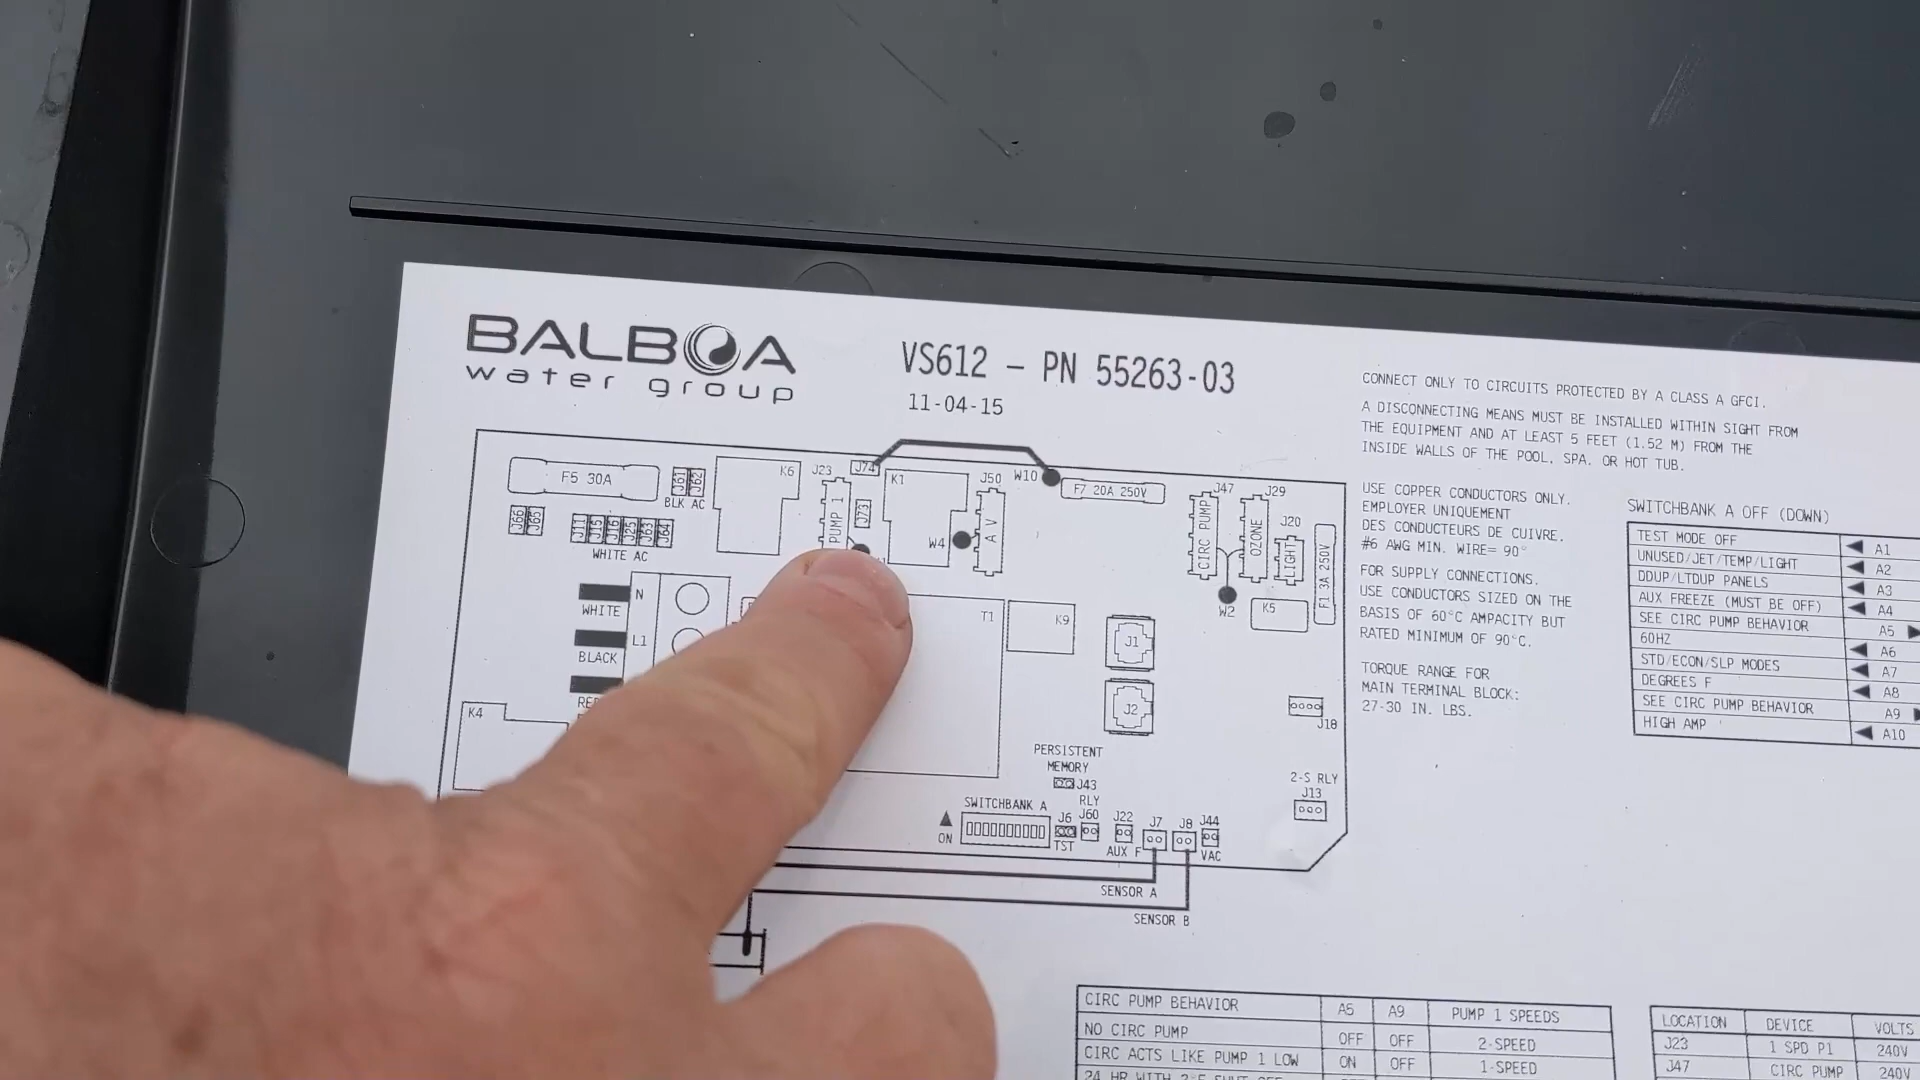 BALBOA
water group
VS612 - PN 55263-03
11-04-15
CONNECT ONLY TO CIRCUITS PROTECTED BY A CLASS A GFCI.
A DISCONNECTING MEANS MUST BE INSTALLED WITHIN SIGHT FROM
THE EQUIPMENT AND AT LEAST 5 FEET (1.52 M) FROM THE
INSIDE WALLS OF THE POOL, SPA, OR HOT TUB.
USE COPPER CONDUCTORS ONLY.
EMPLOYER UNIQUEMENT
DES CONDUCTEURS DE CUIVRE.
#6 AWG MIN. WIRE= 90°
FOR SUPPLY CONNECTIONS,
USE CONDUCTORS SIZED ON THE
BASIS OF 60°C AMPACITY BUT
RATED MINIMUM OF 90°C.
TORQUE RANGE FOR
MAIN TERMINAL BLOCK:
27-30 IN. LBS.
SWITCHBANK A OFF (DOWN)
TEST MODE OFF A1
UNUSED/JET/TEMP/LIGHT A2
DDUP/LTDUP PANELS A3
AUX FREEZE (MUST BE OFF) A4
SEE CIRC PUMP BEHAVIOR A5
60HZ A6
STD/ECON/SLP MODES A7
DEGREES F A8
SEE CIRC PUMP BEHAVIOR A9
HIGH AMP A10
F5 30A
J61
J62
BLK AC
K6
J23
J74
PUMP 1
J73
K1
W4
J50
A V
W10
F7 20A 250V
J47
CIRC PUMP
J29
OZONE
J20
LIGHT
F1 3A 250V
W2
K5
J66
J65
J11
J15
J16
J25
J63
J64
WHITE AC
N
WHITE
L1
BLACK
K4
T1
K9
J1
J2
J18
PERSISTENT
MEMORY
J43
RLY
J60
SWITCHBANK A
ON
J6
TST
J22
AUX F
J7
J8
J44
VAC
2-S RLY
J13
SENSOR A
SENSOR B
CIRC PUMP BEHAVIOR A5 A9 PUMP 1 SPEEDS
NO CIRC PUMP OFF OFF 2-SPEED
CIRC ACTS LIKE PUMP 1 LOW ON OFF 1-SPEED
LOCATION DEVICE VOLTS
J23 1 SPD P1 240V
J47 CIRC PUMP 240V